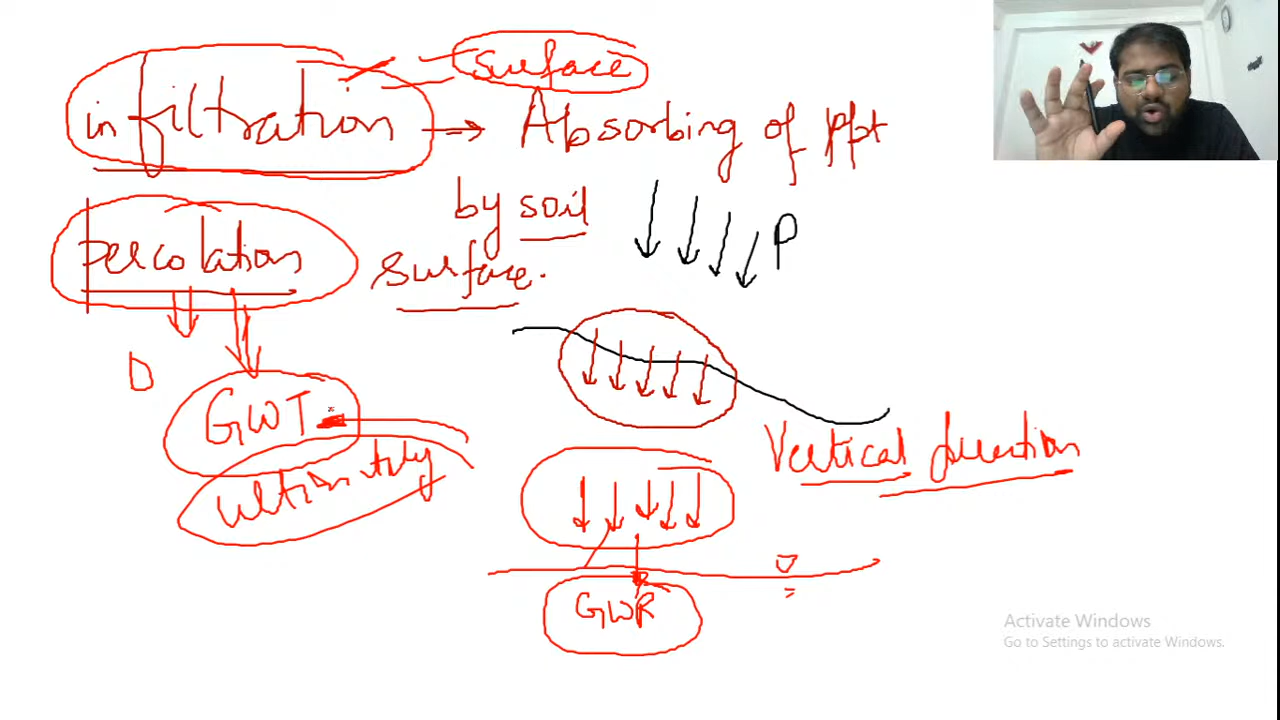 surface
infiltration → Absorbing of ppt
by soil
surface.
percolation
P
D
GWT
ultimately
Vertical direction
GWR
Activate Windows
Go to Settings to activate Windows.